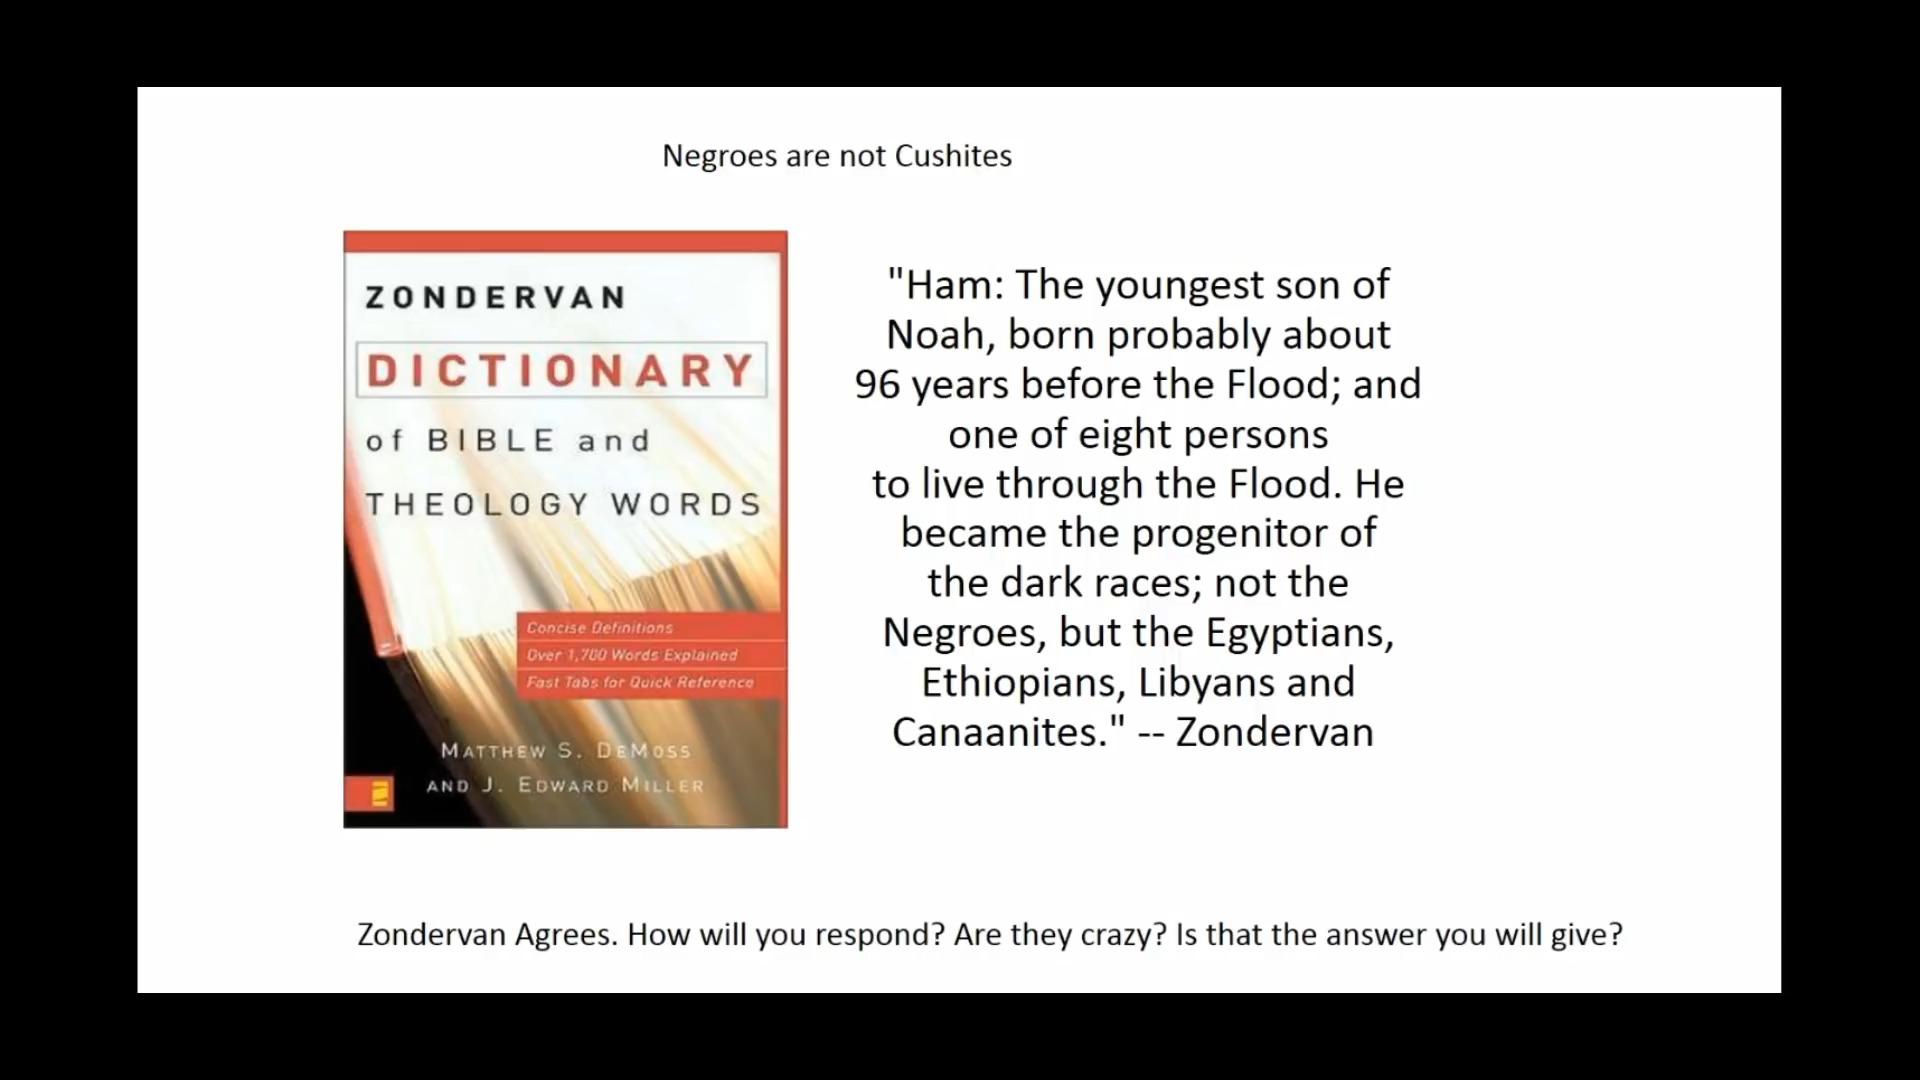 Negroes are not Cushites
ZONDERVAN
DICTIONARY
of BIBLE and
THEOLOGY WORDS
Concise Definitions
Over 1,700 Words Explained
Fast Tabs for Quick Reference
MATTHEW S. DEMOSS
AND J. EDWARD MILLER
"Ham: The youngest son of
Noah, born probably about
96 years before the Flood; and
one of eight persons
to live through the Flood. He
became the progenitor of
the dark races; not the
Negroes, but the Egyptians,
Ethiopians, Libyans and
Canaanites." -- Zondervan
Zondervan Agrees. How will you respond? Are they crazy? Is that the answer you will give?